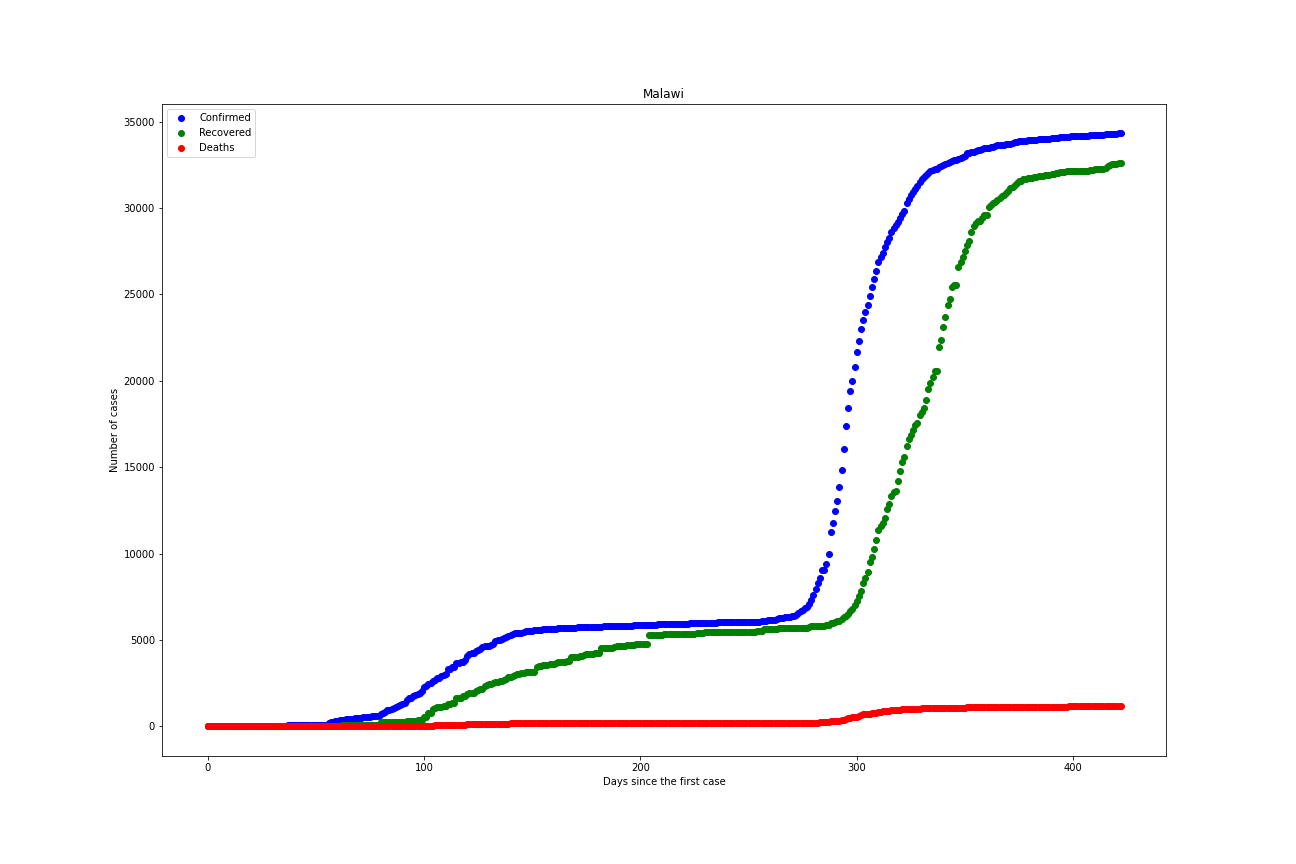 Malawi
Confirmed
Recovered
Deaths
35000
30000
25000
20000
15000
10000
5000
0
Number of cases
0 100 200 300 400
Days since the first case